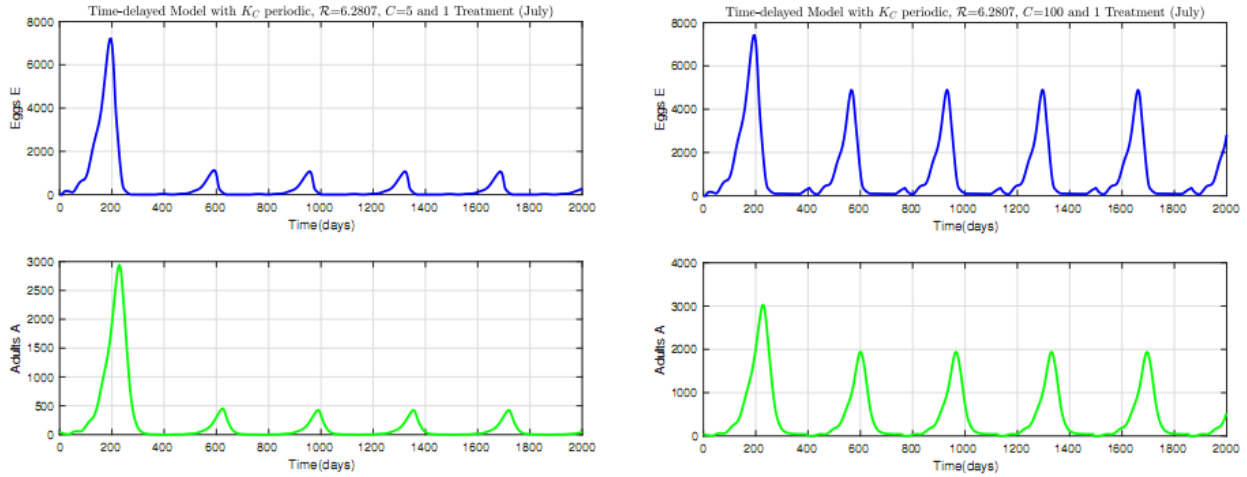 Time-delayed Model with K_C periodic, ℛ=6.2807, C=5 and 1 Treatment (July)
8000
6000
4000
2000
0
Eggs E
0 200 400 600 800 1000 1200 1400 1600 1800 2000
Time(days)
3000
2500
2000
1500
1000
500
0
Adults A
0 200 400 600 800 1000 1200 1400 1600 1800 2000
Time(days)
Time-delayed Model with K_C periodic, ℛ=6.2807, C=100 and 1 Treatment (July)
8000
6000
4000
2000
0
Eggs E
0 200 400 600 800 1000 1200 1400 1600 1800 2000
Time(days)
4000
3000
2000
1000
0
Adults A
0 200 400 600 800 1000 1200 1400 1600 1800 2000
Time(days)